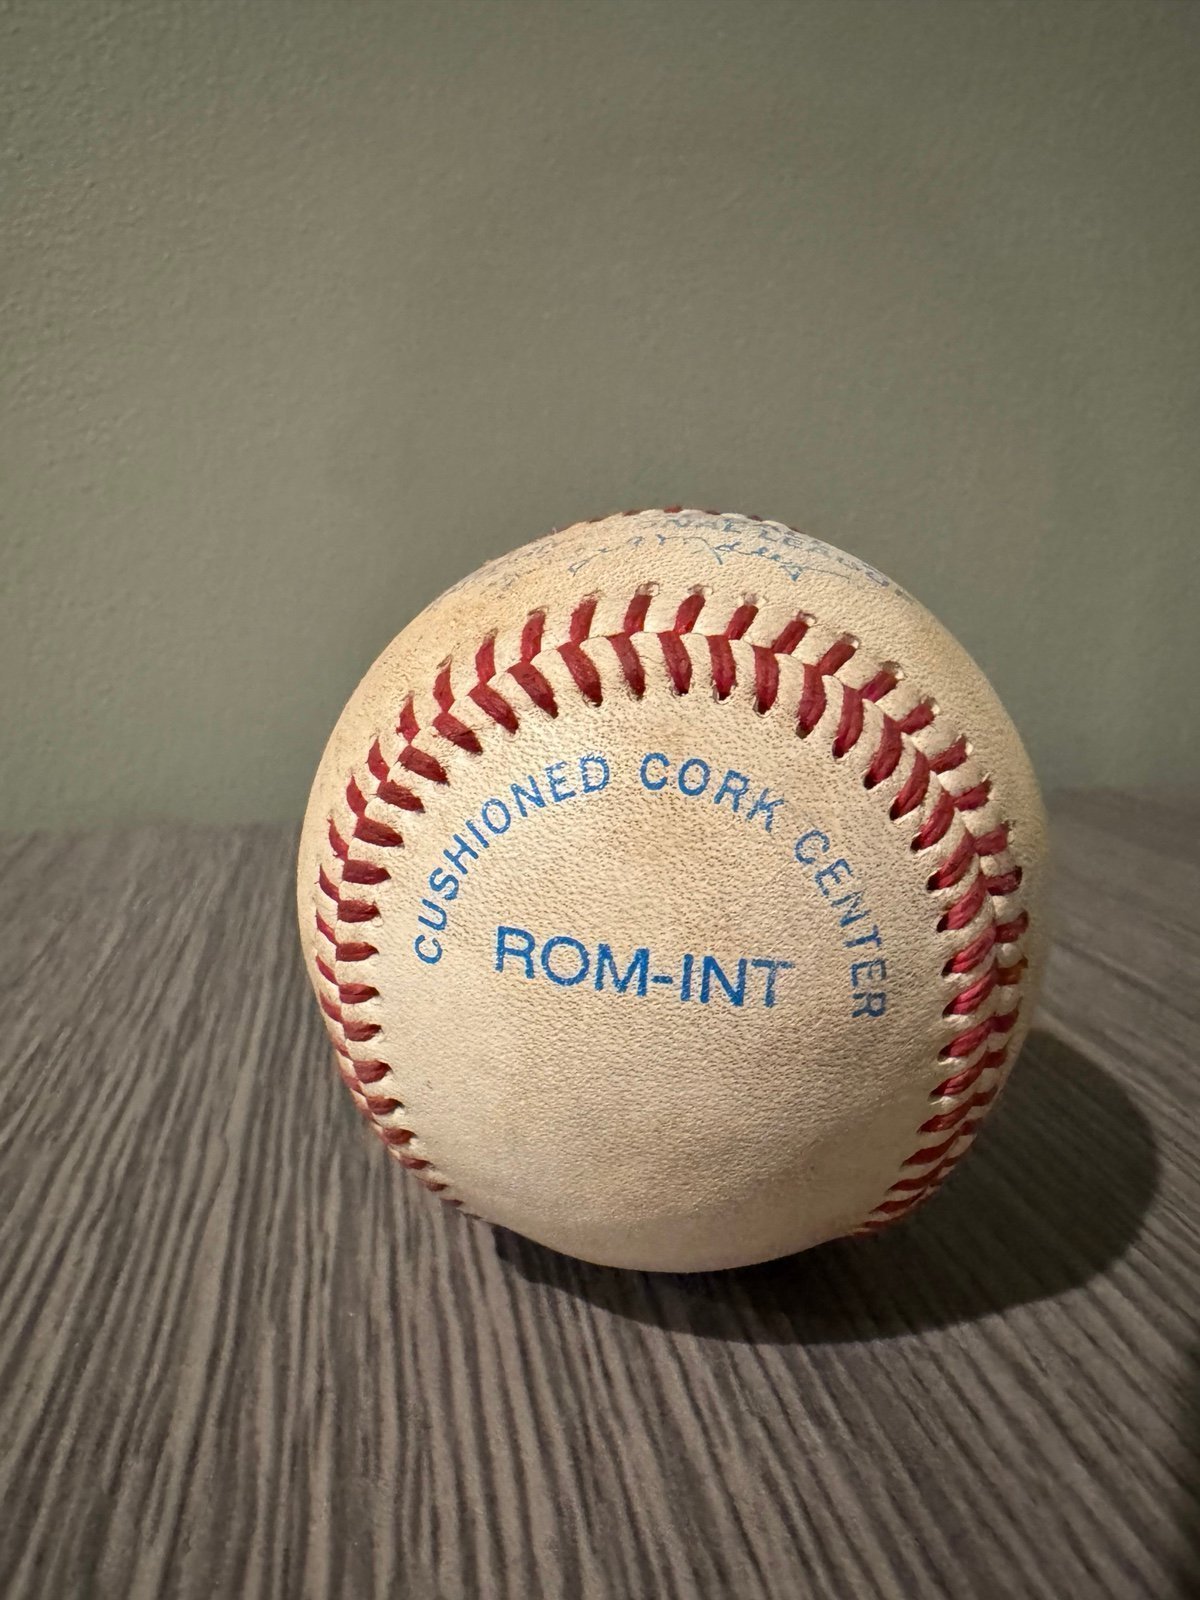 CUSHIONED CORK CENTER
ROM-INT